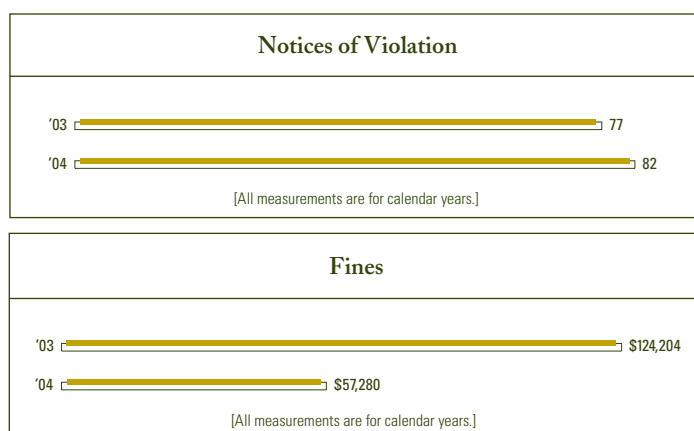 Notices of Violation
'03 77
'04 82
[All measurements are for calendar years.]
Fines
'03 $124,204
'04 $57,280
[All measurements are for calendar years.]